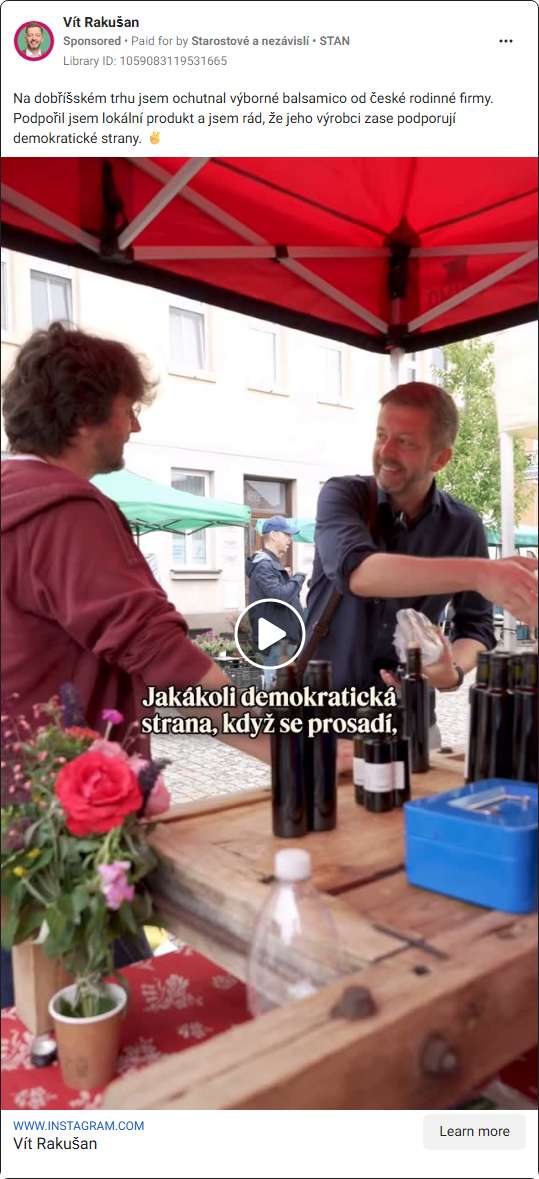 Vít Rakušan
Sponsored • Paid for by Starostové a nezávislí • STAN
Library ID: 1059083119531665
Na dobříšském trhu jsem ochutnal výborné balsamico od české rodinné firmy.
Podpořil jsem lokální produkt a jsem rád, že jeho výrobci zase podporují
demokratické strany. ✌️
Jakákoli demokratická
strana, když se prosadí,
WWW.INSTAGRAM.COM
Vít Rakušan
Learn more